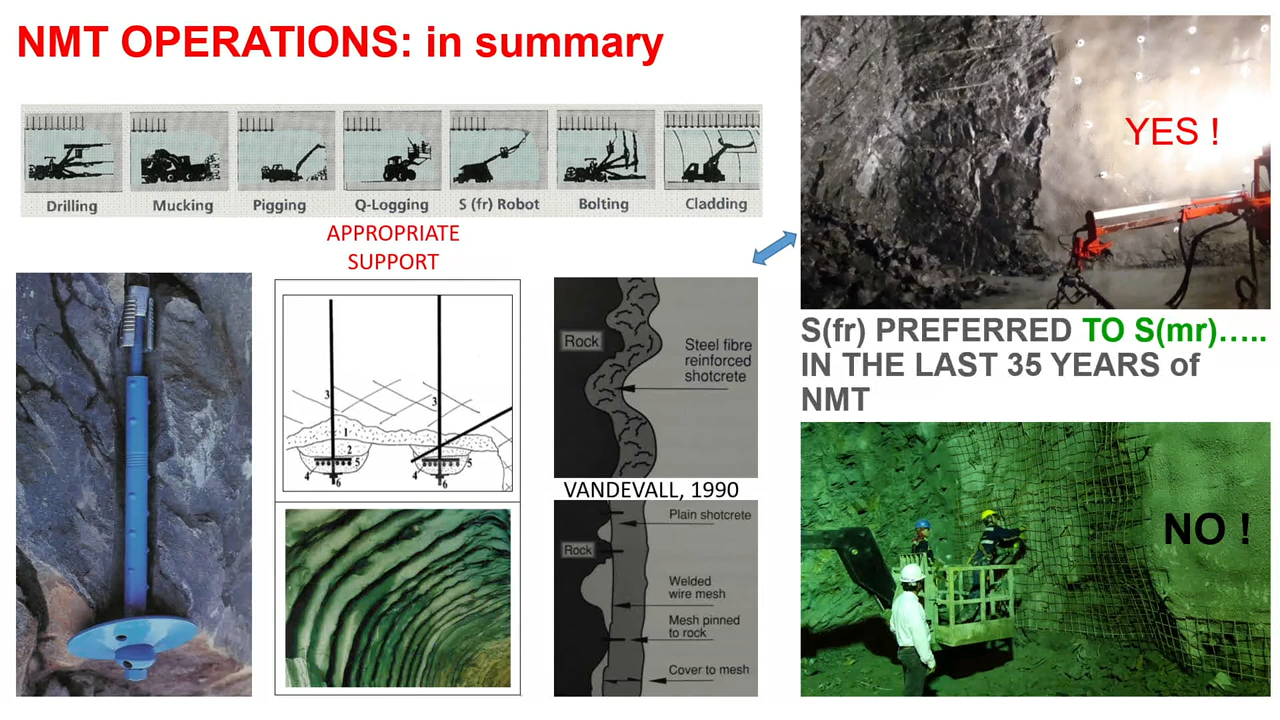 NMT OPERATIONS: in summary
Drilling
Mucking
Pigging
Q-Logging
S (fr) Robot
Bolting
Cladding
APPROPRIATE
SUPPORT
3
3
1
2
4
5
6
4
5
6
Rock
Steel fibre
reinforced
shotcrete
VANDEVALL, 1990
Plain shotcrete
Rock
Welded
wire mesh
Mesh pinned
to rock
Cover to mesh
YES !
S(fr) PREFERRED TO S(mr).....
IN THE LAST 35 YEARS of
NMT
NO !